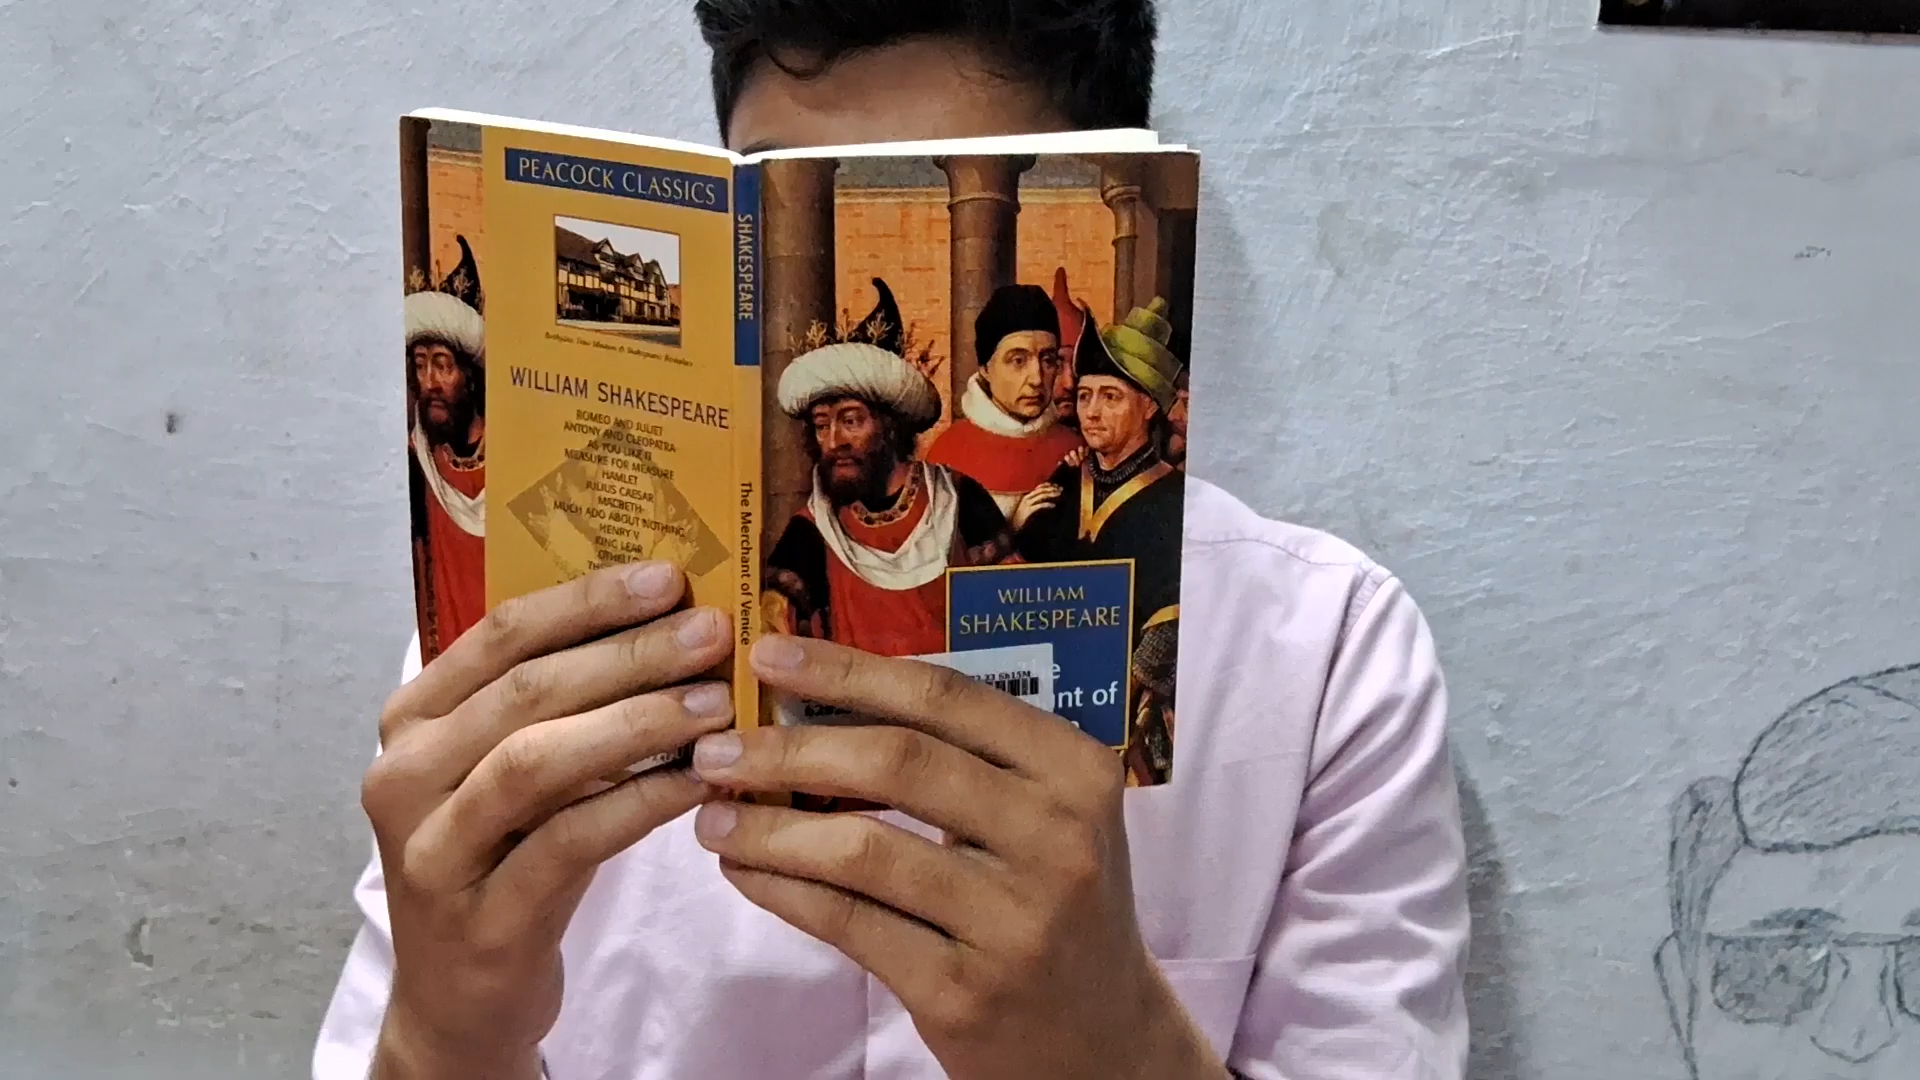 PEACOCK CLASSICS
WILLIAM SHAKESPEARE
ROMEO AND JULIET
ANTONY AND CLEOPATRA
AS YOU LIKE IT
MEASURE FOR MEASURE
HAMLET
JULIUS CAESAR
MACBETH
MUCH ADO ABOUT NOTHING
HENRY V
KING LEAR
OTHELLO
SHAKESPEARE
The Merchant of Venice
WILLIAM
SHAKESPEARE